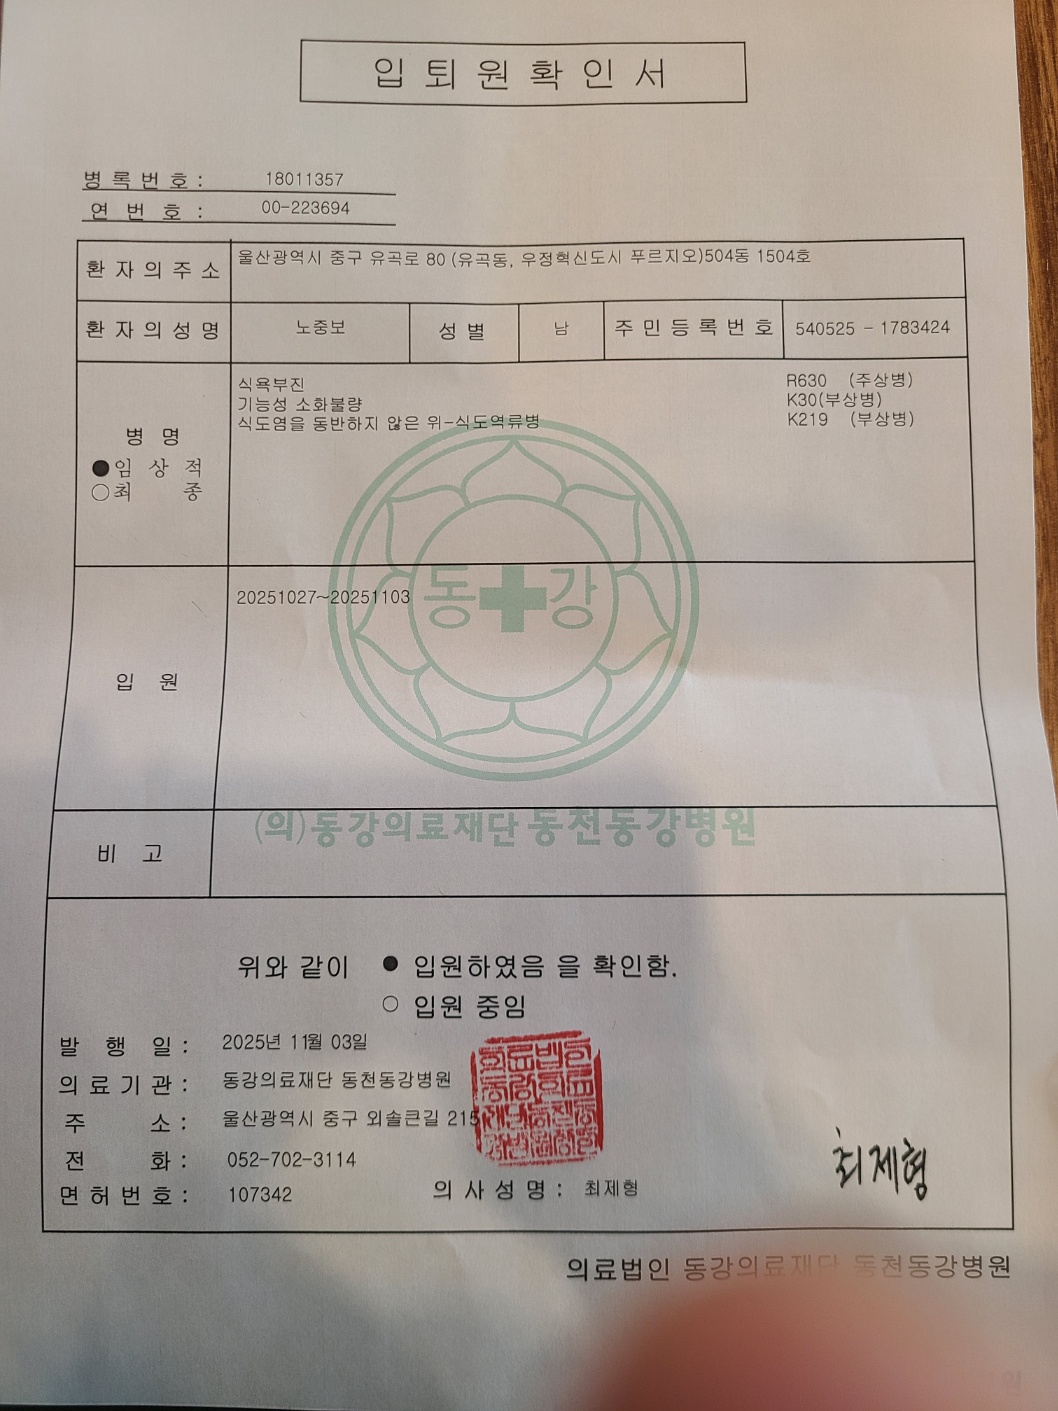 입퇴원확인서
병록번호: 18011357
연번호: 00-223694
환자의주소 울산광역시 중구 유곡로 80 (유곡동, 우정혁신도시 푸르지오)504동 1504호
환자의성명 노중보 성별 남 주민등록번호 540525 - 1783424
병명
●임상적
○최종
식욕부진 R630 (주상병)
기능성 소화불량 K30(부상병)
식도염을 동반하지 않은 위-식도역류병 K219 (부상병)
동강
입원 20251027~20251103
(의)동강의료재단 동천동강병원
비고
위와 같이 ● 입원하였음 을 확인함.
○ 입원 중임
발행일: 2025년 11월 03일
의료기관: 동강의료재단 동천동강병원
주소: 울산광역시 중구 외솔큰길 215
전화: 052-702-3114
면허번호: 107342 의사성명: 최제형
최제형
의료법인 동강의료재단 동천동강병원